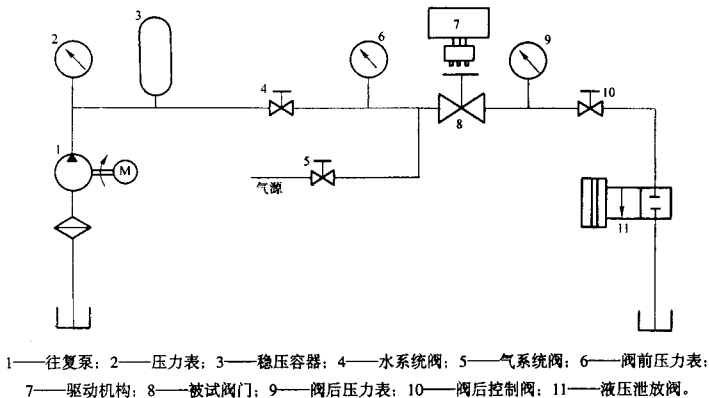 2
3
6
7
9
4
10
8
1
M
5
气源
11
1——往复泵；2——压力表；3——稳压容器；4——水系统阀；5——气系统阀；6——阀前压力表；
7——驱动机构；8——被试阀门；9——阀后压力表；10——阀后控制阀；11——液压泄放阀。